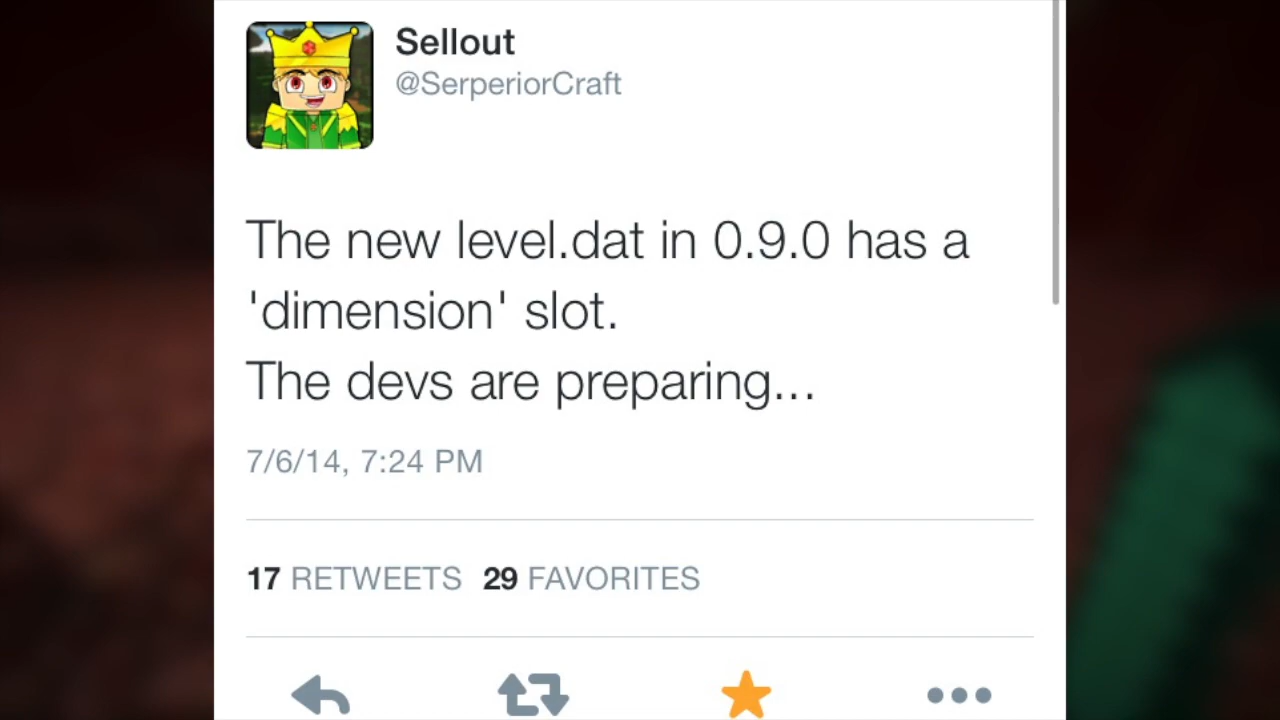 Sellout
@SerperiorCraft
The new level.dat in 0.9.0 has a
'dimension' slot.
The devs are preparing...
7/6/14, 7:24 PM
17 RETWEETS 29 FAVORITES